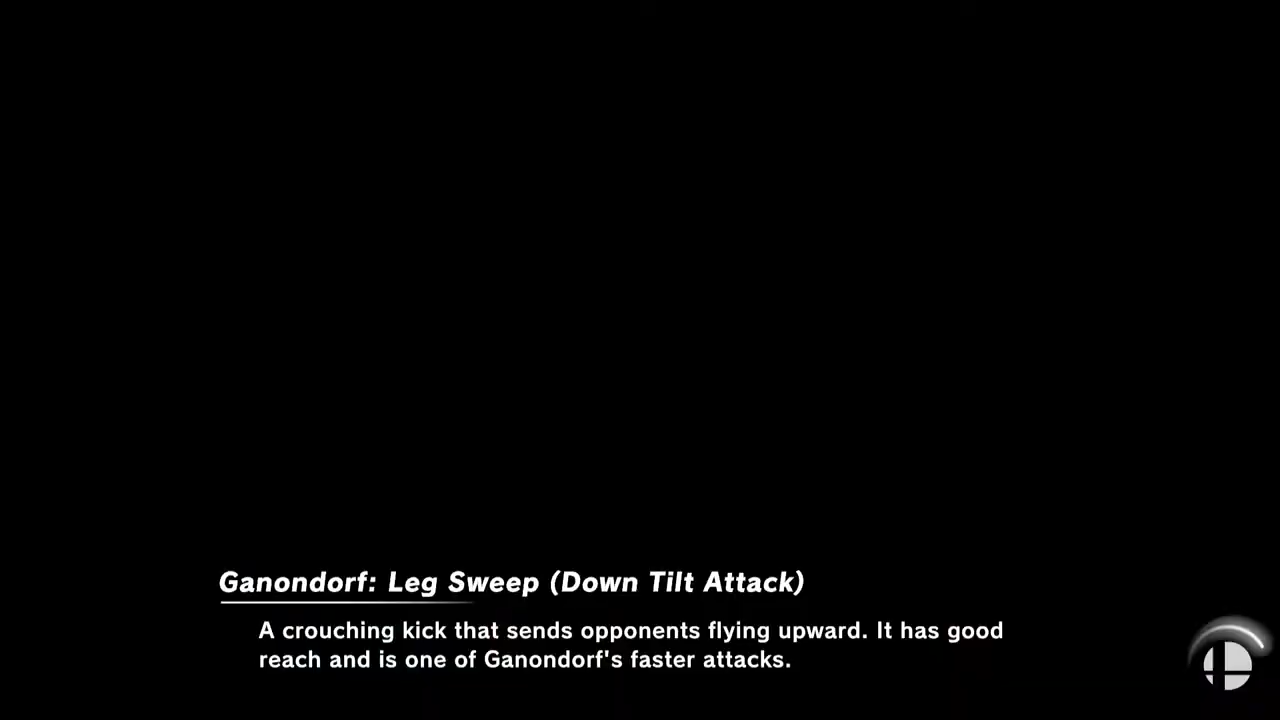 Ganondorf: Leg Sweep (Down Tilt Attack)
A crouching kick that sends opponents flying upward. It has good
reach and is one of Ganondorf's faster attacks.